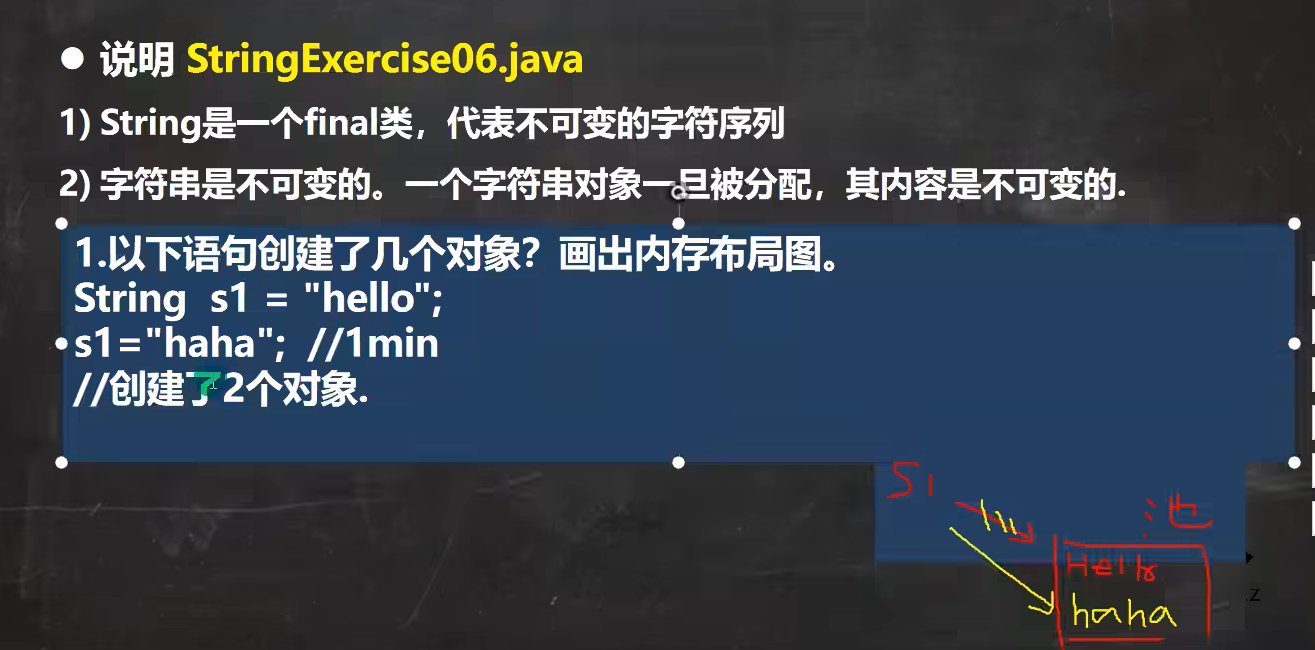 ● 说明 StringExercise06.java
1) String是一个final类，代表不可变的字符序列
2) 字符串是不可变的。一个字符串对象一旦被分配，其内容是不可变的.
1.以下语句创建了几个对象？画出内存布局图。
String s1 = "hello";
s1="haha"; //1min
//创建了2个对象.
S1
池
Hello
haha
z